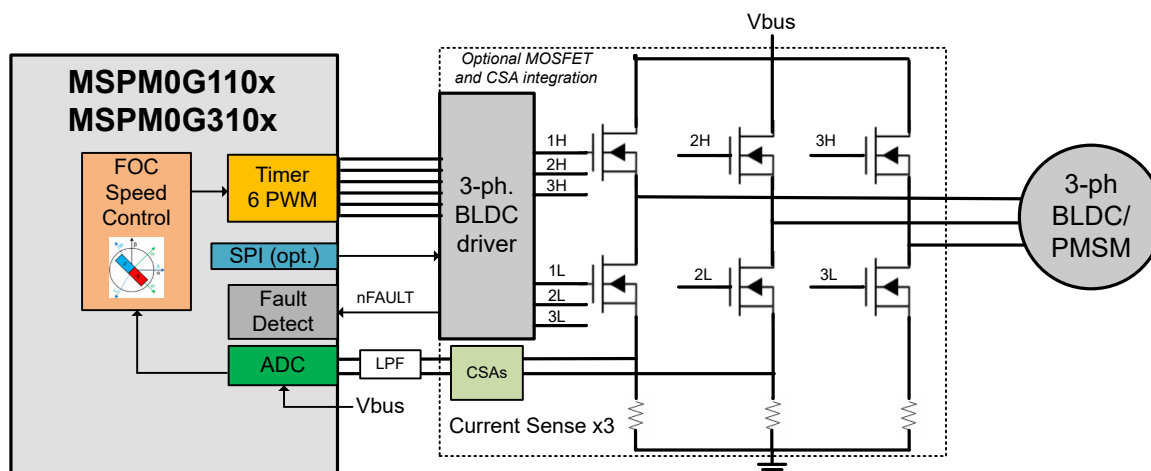 Vbus
Optional MOSFET
and CSA integration
MSPM0G110x
MSPM0G310x
FOC
Speed
Control
Timer
6 PWM
SPI (opt.)
Fault
Detect
nFAULT
ADC
LPF
CSAs
Vbus
Current Sense x3
3-ph.
BLDC
driver
1H
2H
3H
1L
2L
3L
2H
3H
2L
3L
3-ph
BLDC/
PMSM